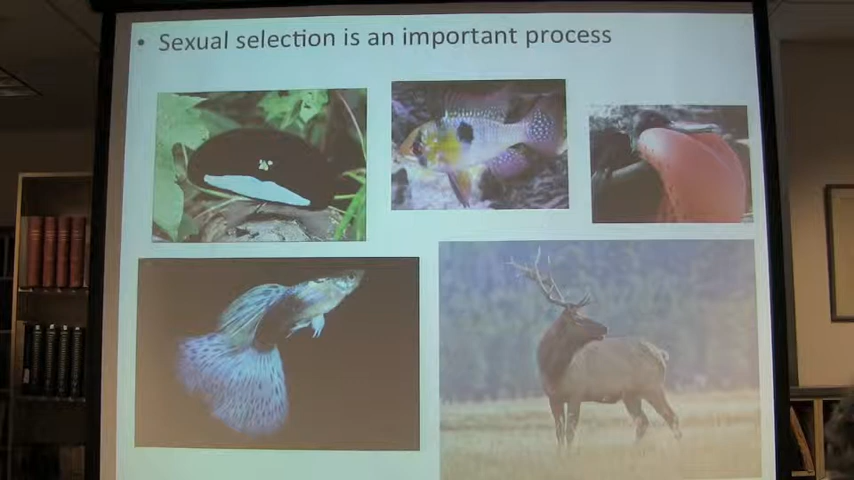 • Sexual selection is an important process